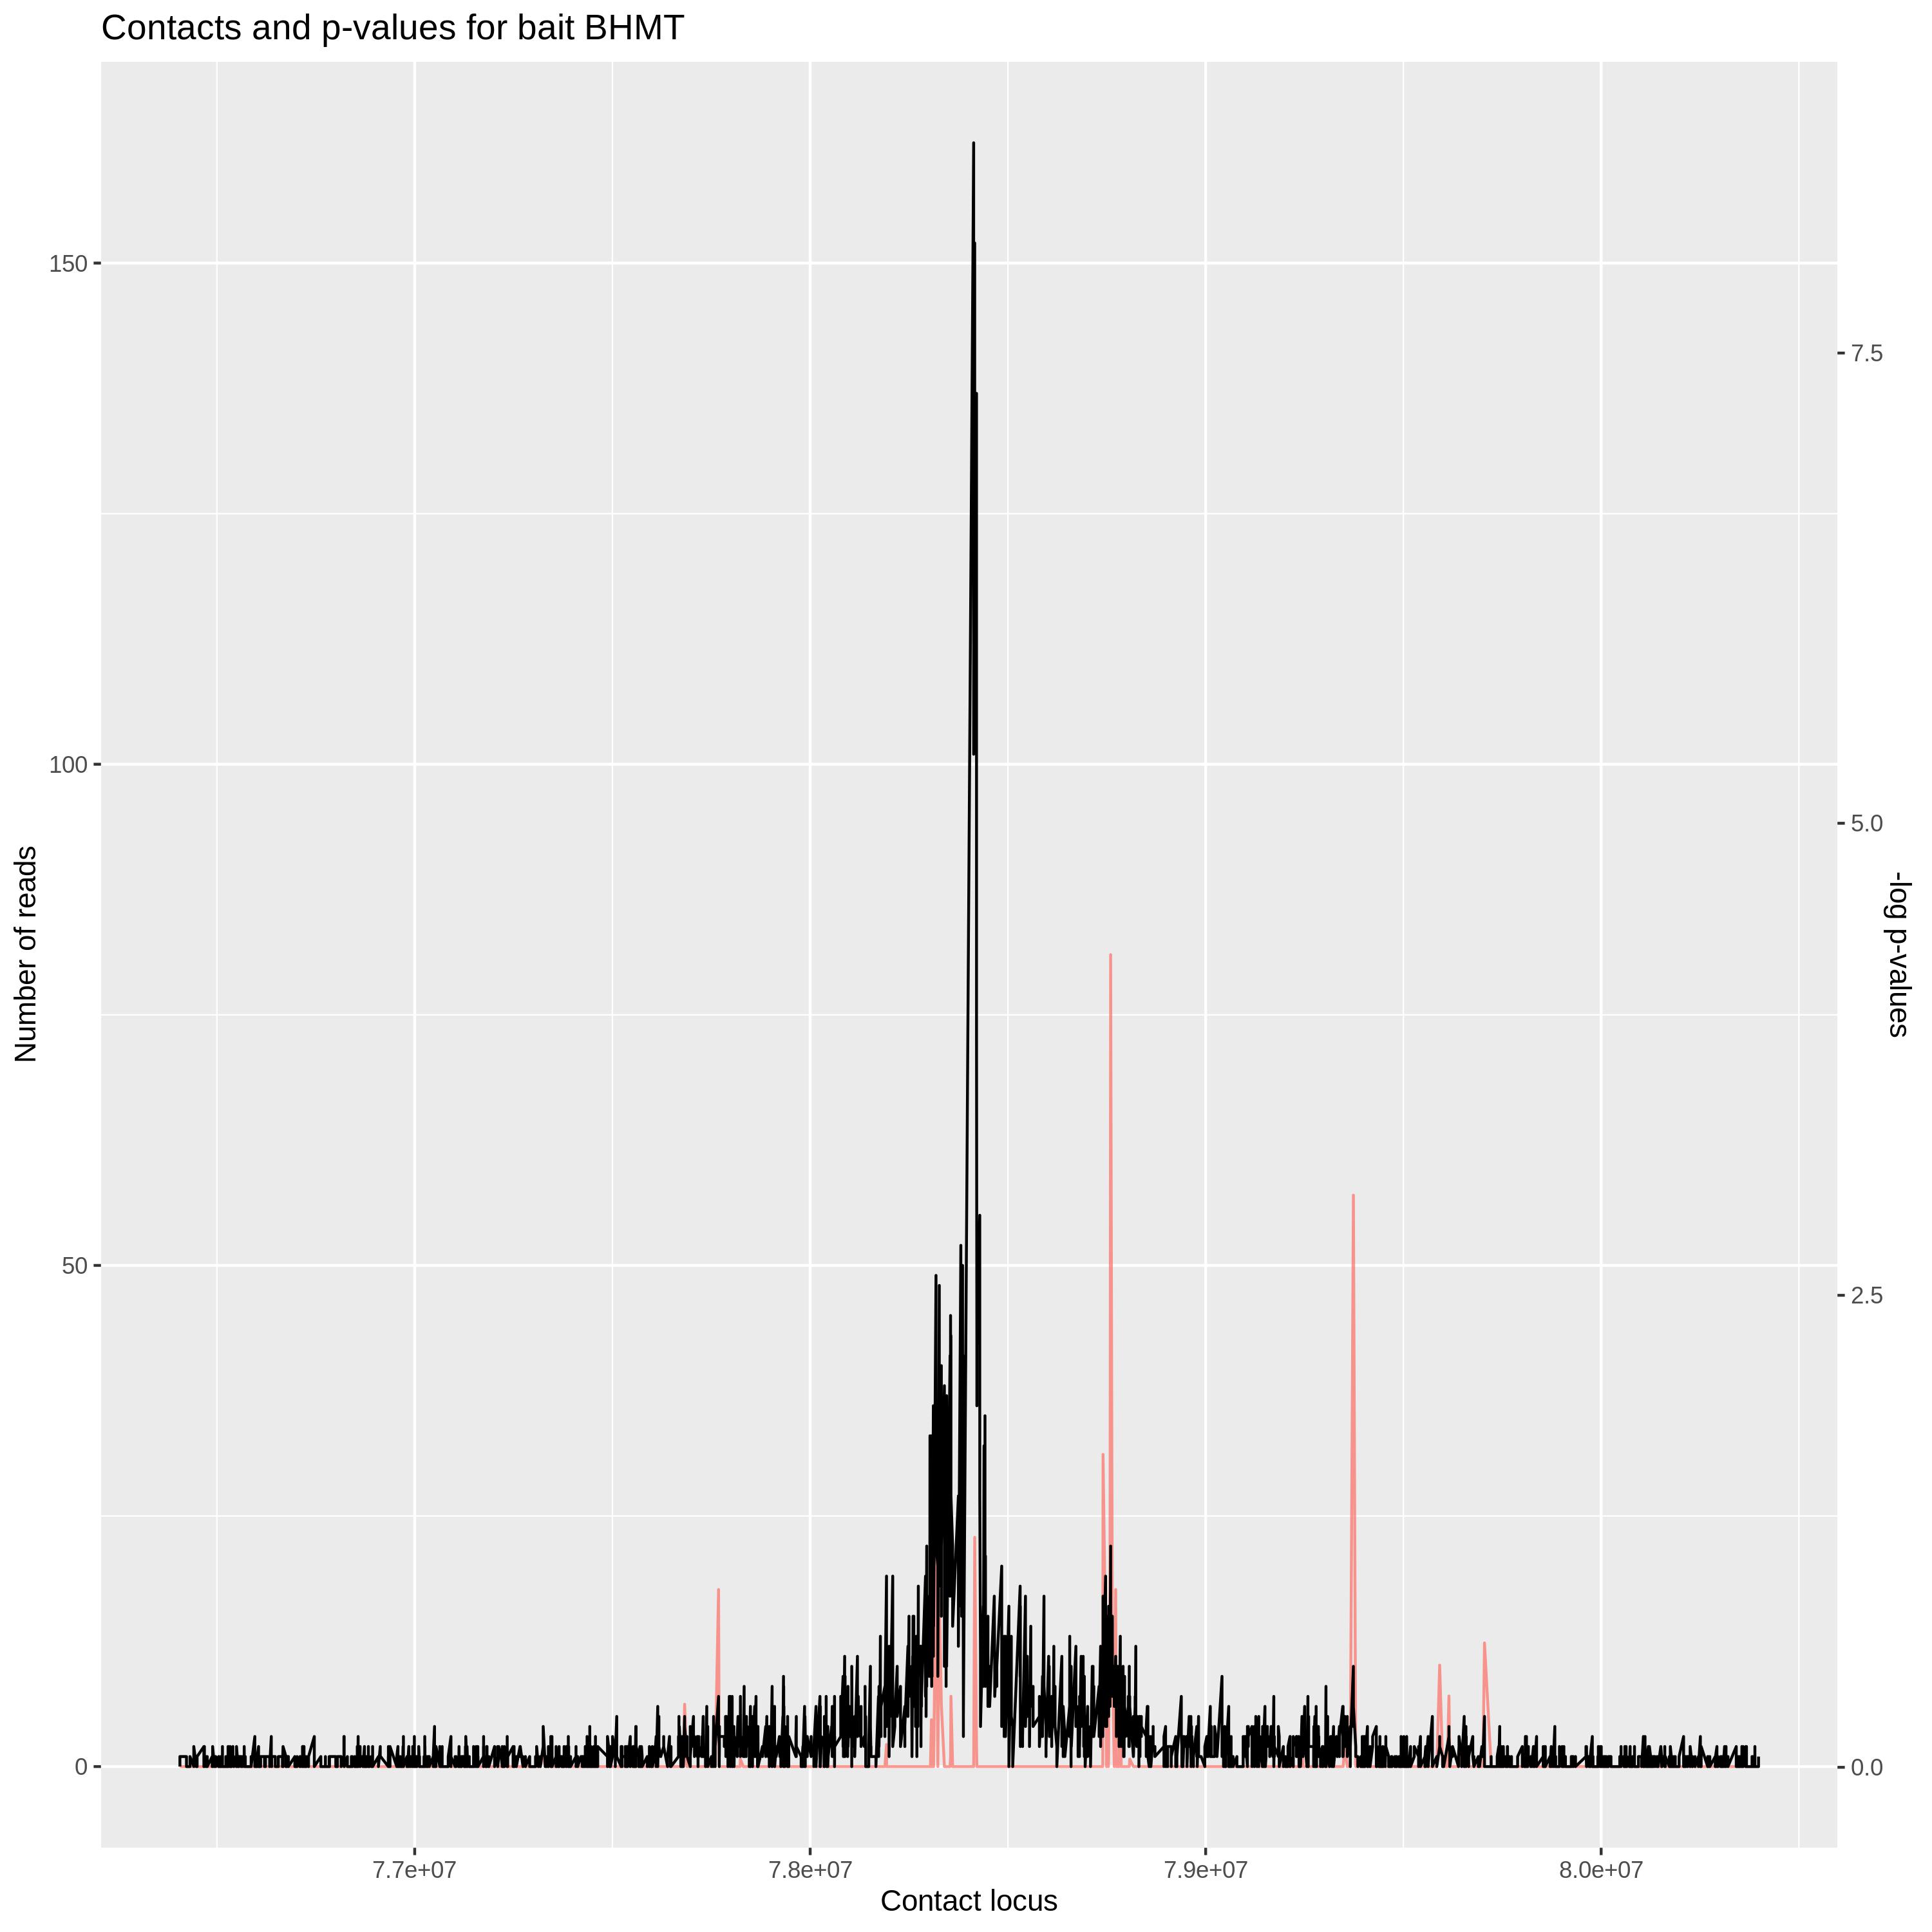 Contacts and p-values for bait BHMT
150
100
50
0
7.5
5.0
2.5
0.0
Number of reads
-log p-values
7.7e+07 7.8e+07 7.9e+07 8.0e+07
Contact locus